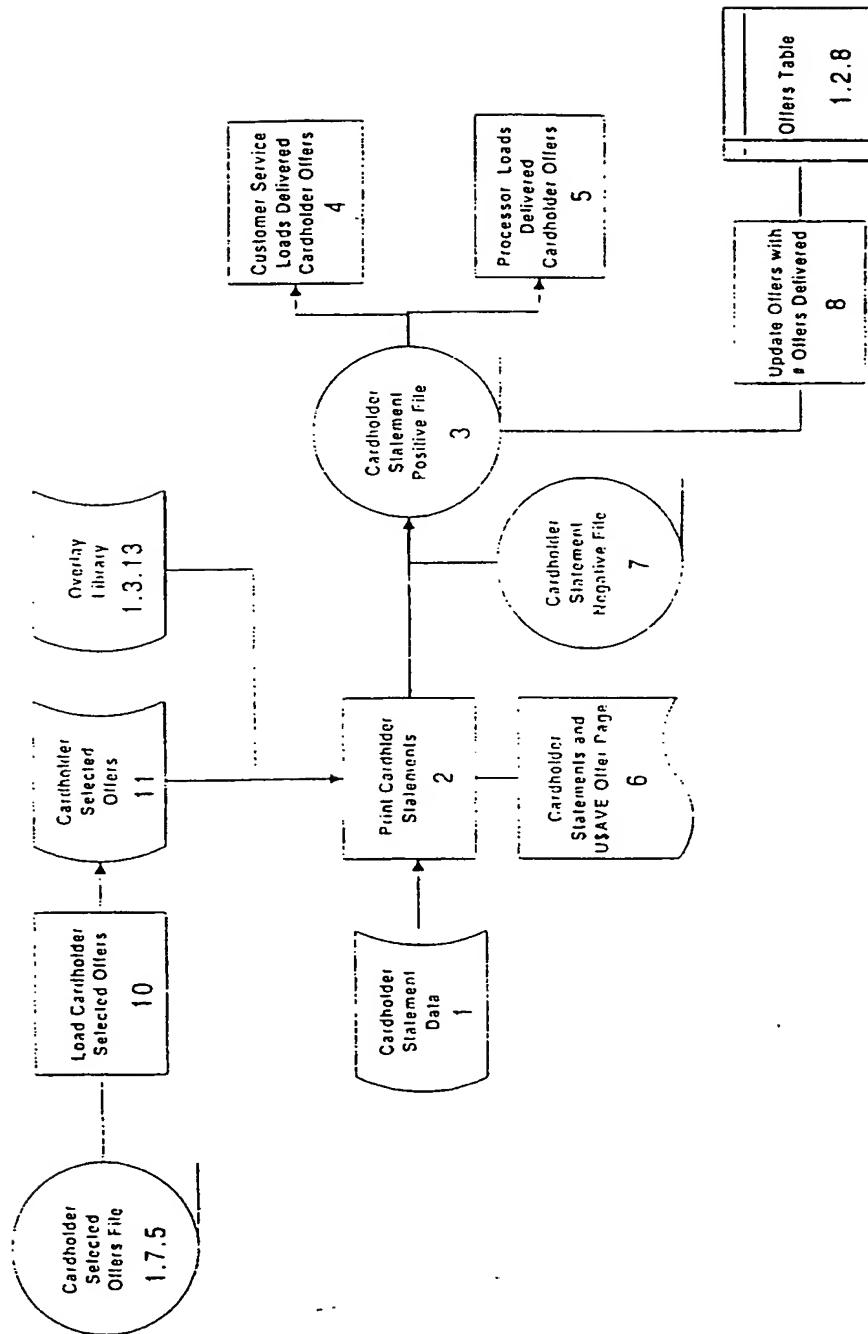 Cardholder
Selected
Offers File
1.7.5
Load Cardholder
Selected Offers
10
Cardholder
Selected
Offers
11
Overlay
Library
1.3.13
Cardholder
Statement
Data
1
Print Cardhlder
Statements
2
Cardholder
Statements and
U$AVE Offer Page
6
Cardholder
Statement
Positive File
3
Cardholder
Statement
Negative File
7
Customer Service
Loads Delivered
Cardholder Offers
4
Processor Loads
Delivered
Cardholder Offers
5
Update Offers with
# Offers Delivered
8
Offers Table
1.2.8